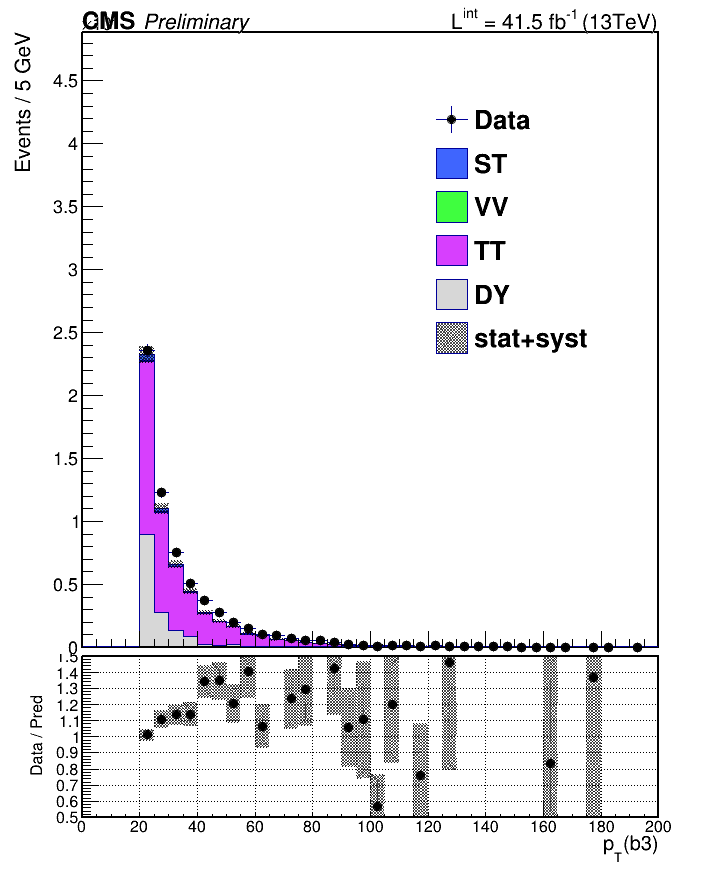 CMS Preliminary
L^int = 41.5 fb^-1 (13TeV)
Events / 5 GeV
4.5
4
3.5
3
2.5
2
1.5
1
0.5
0
Data
ST
VV
TT
DY
stat+syst
Data / Pred
1.5
1.4
1.3
1.2
1.1
1
0.9
0.8
0.7
0.6
0.5
0 20 40 60 80 100 120 140 160 180 200
p_T(b3)